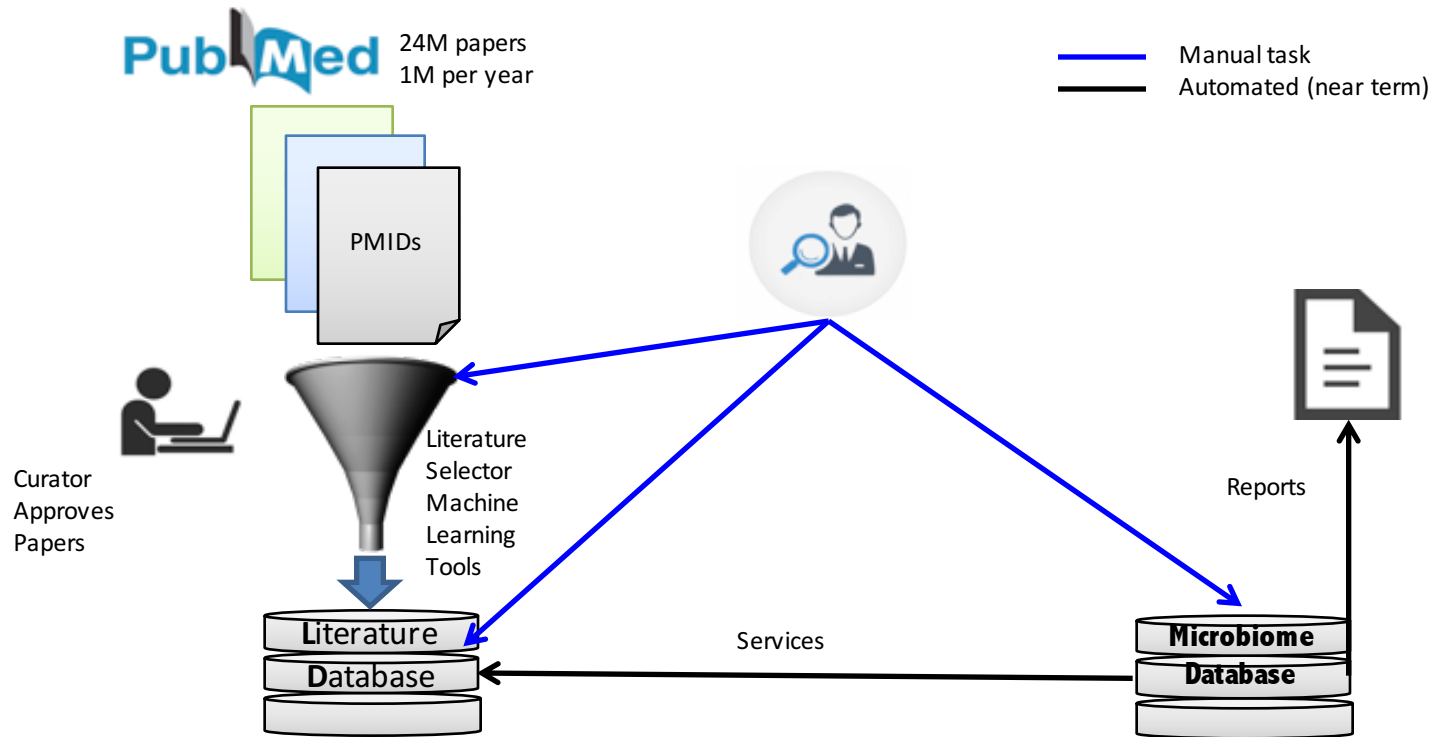 PubMed
24M papers
1M per year
Manual task
Automated (near term)
PMIDs
Literature
Selector
Machine
Learning
Tools
Curator
Approves
Papers
Reports
Services
Literature
Database
Microbiome
Database